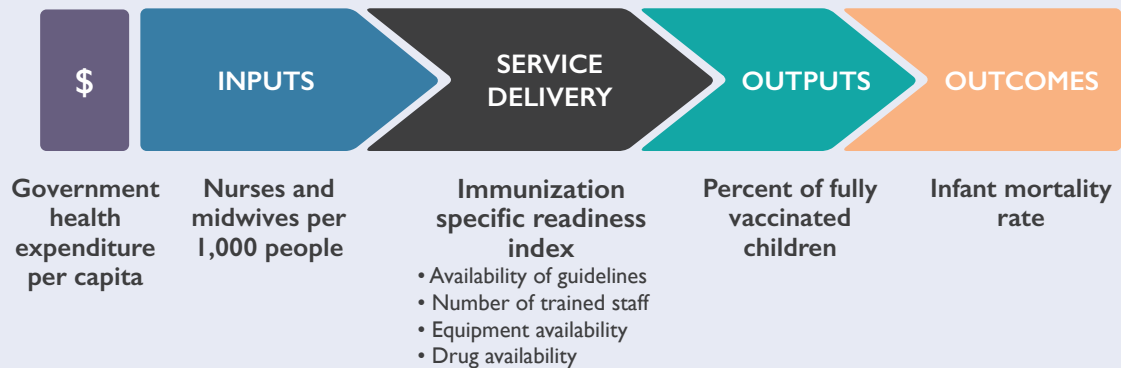 $
INPUTS
SERVICE
DELIVERY
OUTPUTS
OUTCOMES
Government
health
expenditure
per capita
Nurses and
midwives per
1,000 people
Immunization
specific readiness
index
• Availability of guidelines
• Number of trained staff
• Equipment availability
• Drug availability
Percent of fully
vaccinated
children
Infant mortality
rate